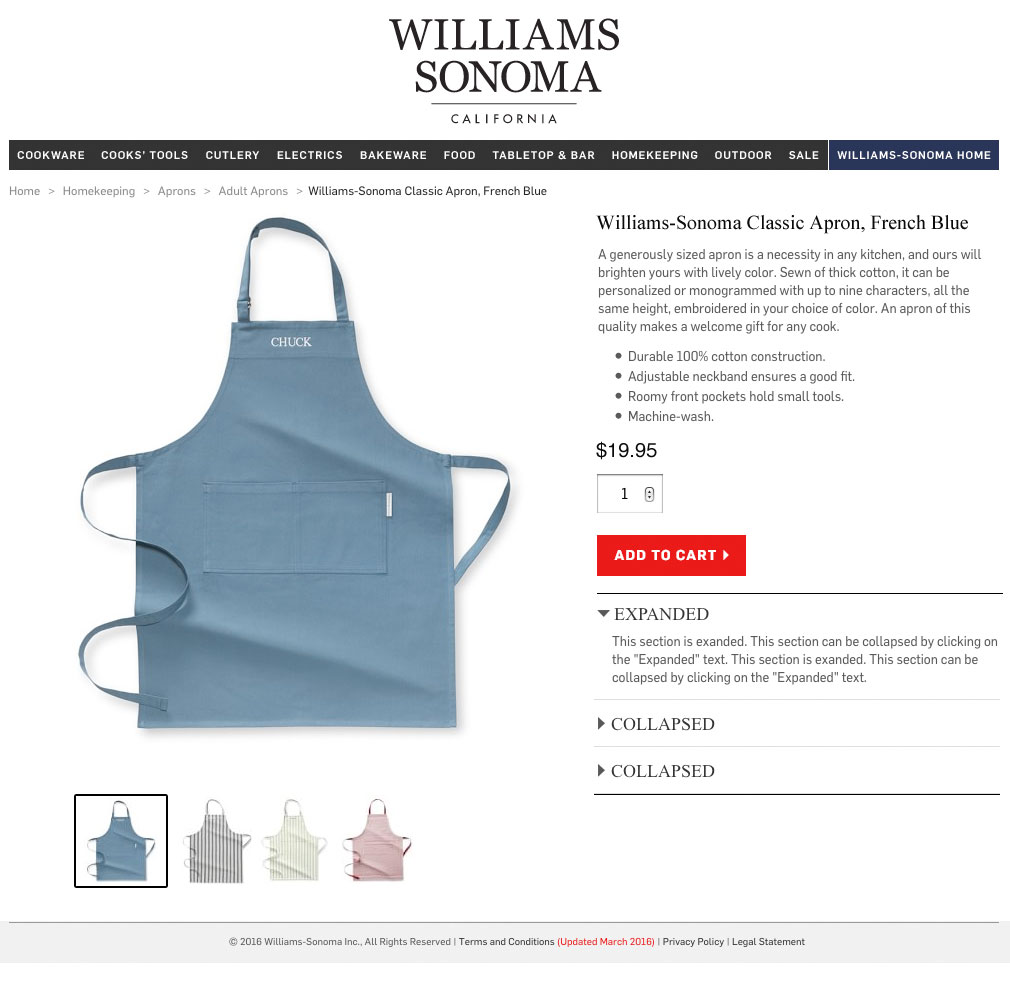 WILLIAMS
SONOMA
CALIFORNIA
COOKWARE COOKS' TOOLS CUTLERY ELECTRICS BAKEWARE FOOD TABLETOP & BAR HOMEKEEPING OUTDOOR SALE WILLIAMS-SONOMA HOME
Home > Homekeeping > Aprons > Adult Aprons > Williams-Sonoma Classic Apron, French Blue
CHUCK
Williams-Sonoma Classic Apron, French Blue
A generously sized apron is a necessity in any kitchen, and ours will
brighten yours with lively color. Sewn of thick cotton, it can be
personalized or monogrammed with up to nine characters, all the
same height, embroidered in your choice of color. An apron of this
quality makes a welcome gift for any cook.
• Durable 100% cotton construction.
• Adjustable neckband ensures a good fit.
• Roomy front pockets hold small tools.
• Machine-wash.
$19.95
1
ADD TO CART
EXPANDED
This section is exanded. This section can be collapsed by clicking on
the "Expanded" text. This section is exanded. This section can be
collapsed by clicking on the "Expanded" text.
COLLAPSED
COLLAPSED
© 2016 Williams-Sonoma Inc., All Rights Reserved | Terms and Conditions (Updated March 2016) | Privacy Policy | Legal Statement